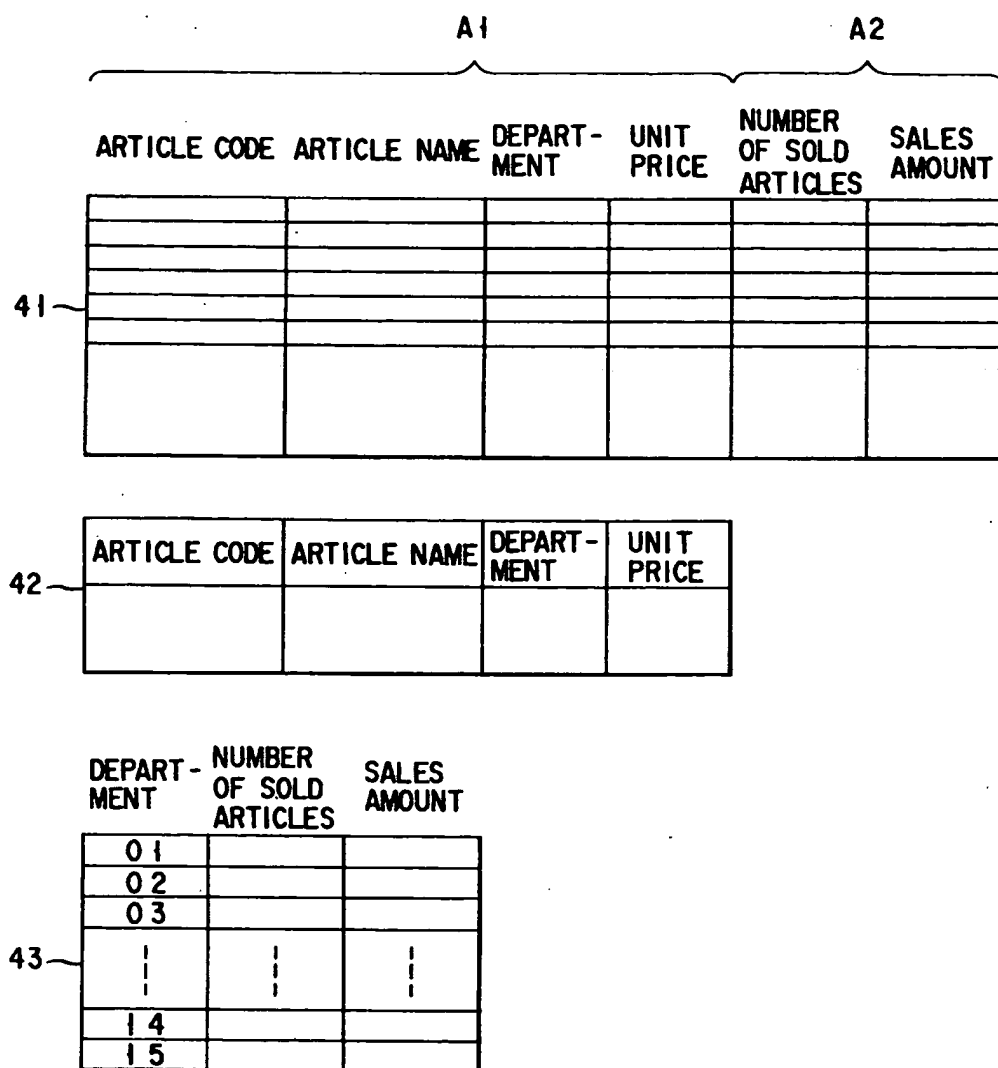 A1 A2
ARTICLE CODE ARTICLE NAME DEPART- UNIT NUMBER SALES
MENT PRICE OF SOLD AMOUNT
ARTICLES
41
ARTICLE CODE ARTICLE NAME DEPART- UNIT
MENT PRICE
42
DEPART- NUMBER SALES
MENT OF SOLD AMOUNT
ARTICLES
01
02
03
43
14
15